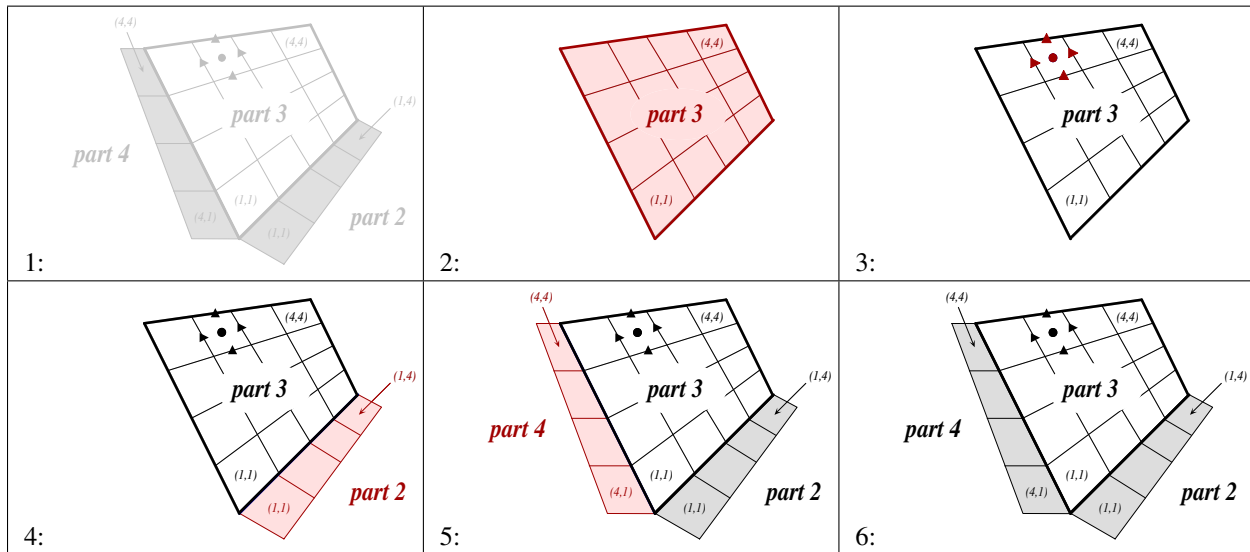 (4,4)
(4,4)
(1,4)
part 3
part 4
(1,1)
(4,1)
part 2
(1,1)
1:
(4,4)
part 3
(1,1)
2:
(4,4)
part 3
(1,1)
3:
(4,4)
(1,4)
part 3
(1,1)
part 2
(1,1)
4:
(4,4)
(4,4)
(1,4)
part 3
part 4
(1,1)
(4,1)
part 2
(1,1)
5:
(4,4)
(4,4)
(1,4)
part 3
part 4
(1,1)
(4,1)
part 2
(1,1)
6: